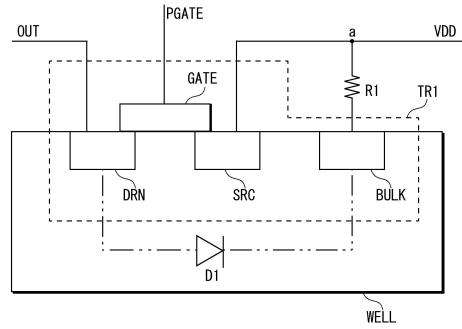 PGATE
OUT
a
VDD
GATE
R1
TR1
DRN
SRC
BULK
D1
WELL